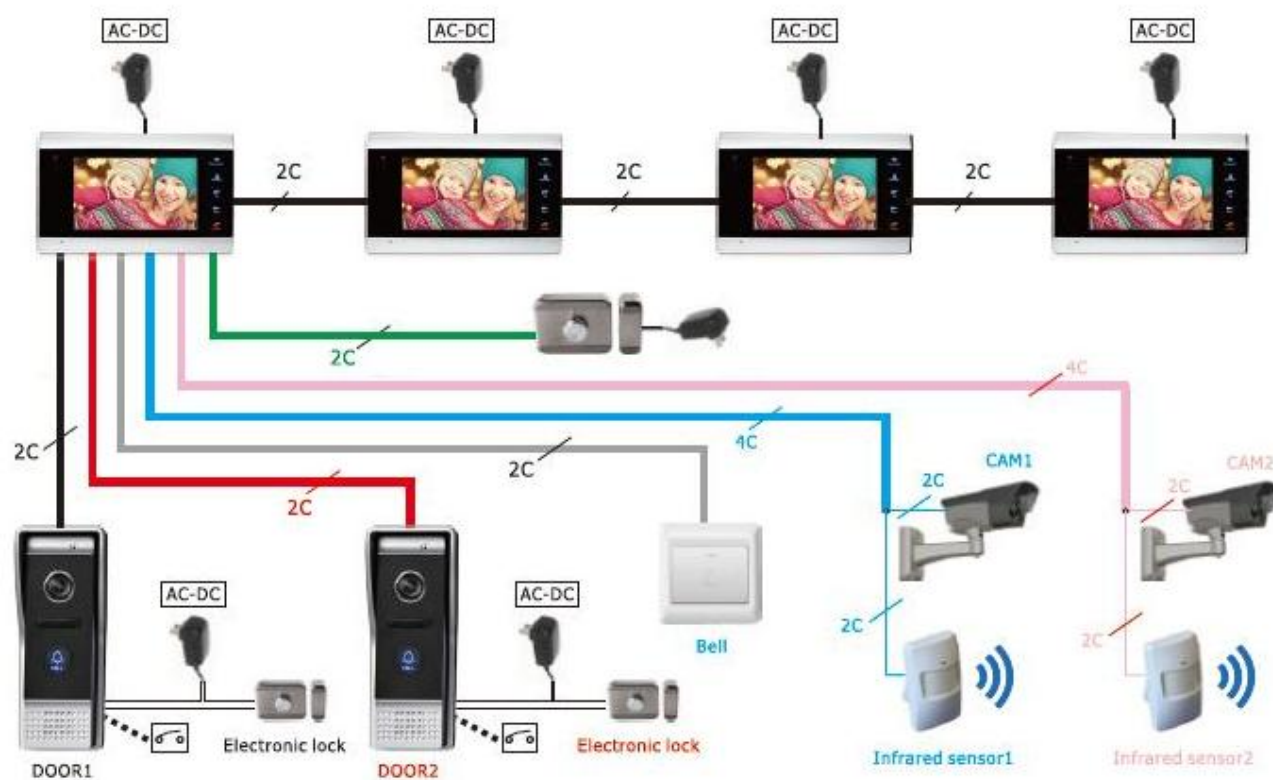 AC-DC
AC-DC
AC-DC
AC-DC
2C
2C
2C
2C
4C
2C
4C
2C
2C
CAM1
CAM2
2C
2C
AC-DC
AC-DC
2C
2C
Bell
Electronic lock
Electronic lock
Infrared sensor1
Infrared sensor2
DOOR1
DOOR2